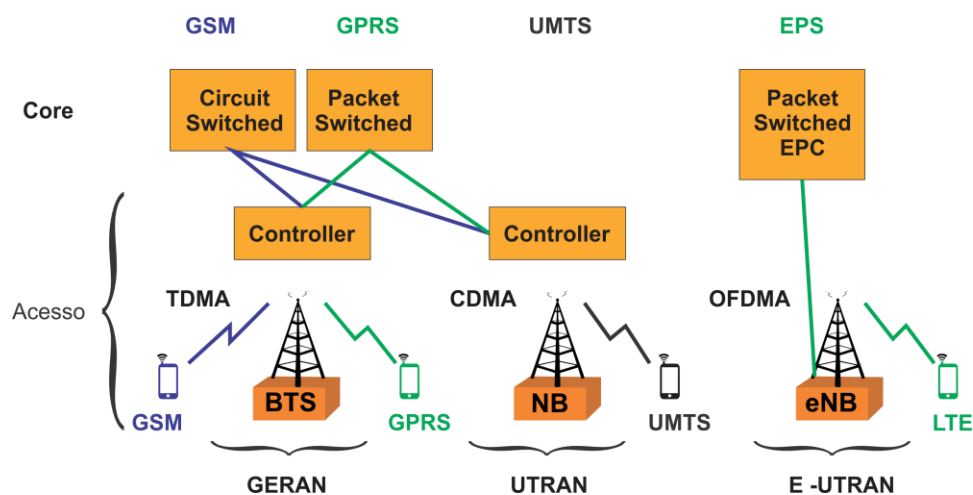 GSM
GPRS
UMTS
EPS
Core
Circuit
Switched
Packet
Switched
Packet
Switched
EPC
Controller
Controller
Acesso
TDMA
CDMA
OFDMA
BTS
NB
eNB
GSM
GPRS
UMTS
LTE
GERAN
UTRAN
E -UTRAN